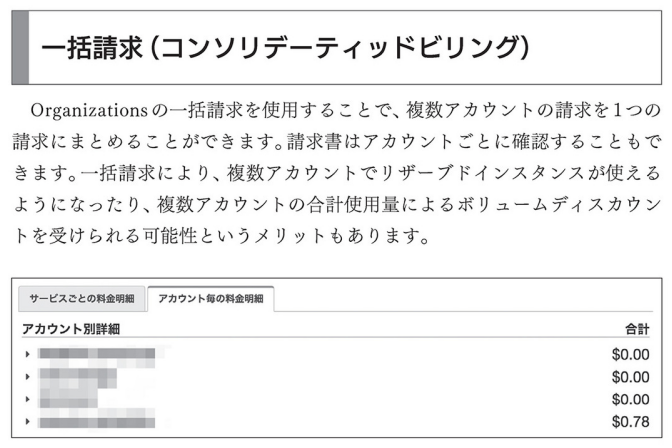 一括請求（コンソリデーティッドビリング）
Organizationsの一括請求を使用することで、複数アカウントの請求を1つの
請求にまとめることができます。請求書はアカウントごとに確認することもで
きます。一括請求により、複数アカウントでリザーブドインスタンスが使える
ようになったり、複数アカウントの合計使用量によるボリュームディスカウン
トを受けられる可能性というメリットもあります。
サービスごとの料金明細 アカウント毎の料金明細
アカウント別詳細 合計
$0.00
$0.00
$0.00
$0.78